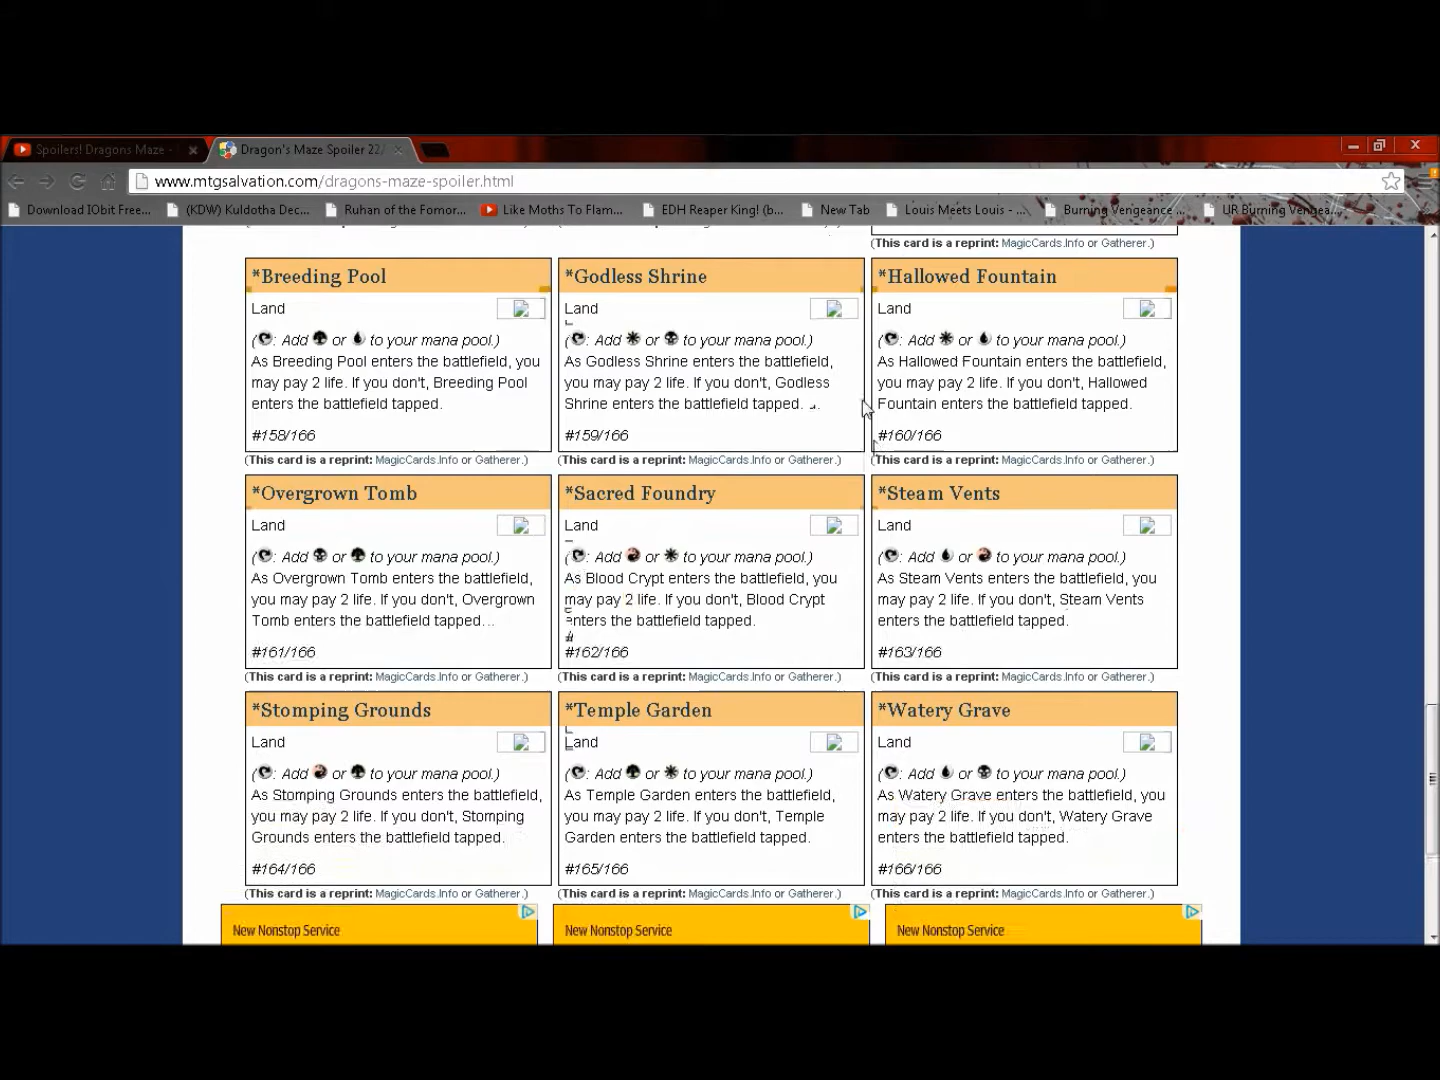 Spoilers! Dragons Maze -
Dragon's Maze Spoiler 22/
www.mtgsalvation.com/dragons-maze-spoiler.html
Download IObit Free...
(KDW) Kuldotha Dec...
Ruhan of the Fomor...
Like Moths To Flam...
EDH Reaper King! (b...
New Tab
Louis Meets Louis - ...
Burning Vengeance ...
UR Burning Vengea...
(This card is a reprint: MagicCards.Info or Gatherer.)
*Breeding Pool
Land
(: Add or to your mana pool.)
As Breeding Pool enters the battlefield, you
may pay 2 life. If you don't, Breeding Pool
enters the battlefield tapped.
#158/166
(This card is a reprint: MagicCards.Info or Gatherer.)
*Godless Shrine
Land
(: Add or to your mana pool.)
As Godless Shrine enters the battlefield,
you may pay 2 life. If you don't, Godless
Shrine enters the battlefield tapped.
#159/166
(This card is a reprint: MagicCards.Info or Gatherer.)
*Hallowed Fountain
Land
(: Add or to your mana pool.)
As Hallowed Fountain enters the battlefield,
you may pay 2 life. If you don't, Hallowed
Fountain enters the battlefield tapped.
#160/166
(This card is a reprint: MagicCards.Info or Gatherer.)
*Overgrown Tomb
Land
(: Add or to your mana pool.)
As Overgrown Tomb enters the battlefield,
you may pay 2 life. If you don't, Overgrown
Tomb enters the battlefield tapped...
#161/166
(This card is a reprint: MagicCards.Info or Gatherer.)
*Sacred Foundry
Land
(: Add or to your mana pool.)
As Blood Crypt enters the battlefield, you
may pay 2 life. If you don't, Blood Crypt
enters the battlefield tapped.
#162/166
(This card is a reprint: MagicCards.Info or Gatherer.)
*Steam Vents
Land
(: Add or to your mana pool.)
As Steam Vents enters the battlefield, you
may pay 2 life. If you don't, Steam Vents
enters the battlefield tapped.
#163/166
(This card is a reprint: MagicCards.Info or Gatherer.)
*Stomping Grounds
Land
(: Add or to your mana pool.)
As Stomping Grounds enters the battlefield,
you may pay 2 life. If you don't, Stomping
Grounds enters the battlefield tapped.
#164/166
(This card is a reprint: MagicCards.Info or Gatherer.)
*Temple Garden
Land
(: Add or to your mana pool.)
As Temple Garden enters the battlefield,
you may pay 2 life. If you don't, Temple
Garden enters the battlefield tapped.
#165/166
(This card is a reprint: MagicCards.Info or Gatherer.)
*Watery Grave
Land
(: Add or to your mana pool.)
As Watery Grave enters the battlefield, you
may pay 2 life. If you don't, Watery Grave
enters the battlefield tapped.
#166/166
(This card is a reprint: MagicCards.Info or Gatherer.)
New Nonstop Service
New Nonstop Service
New Nonstop Service